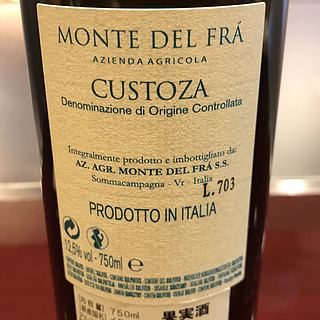 MONTE DEL FRÁ
AZIENDA AGRICOLA
CUSTOZA
Denominazione di Origine Controllata
Integralmente prodotto e imbottigliato da:
AZ. AGR. MONTE DEL FRÁ S.S.
Sommacampagna - Vr - Italia
L.703
PRODOTTO IN ITALIA
12,5% vol - 750ml e
750ml
果実酒